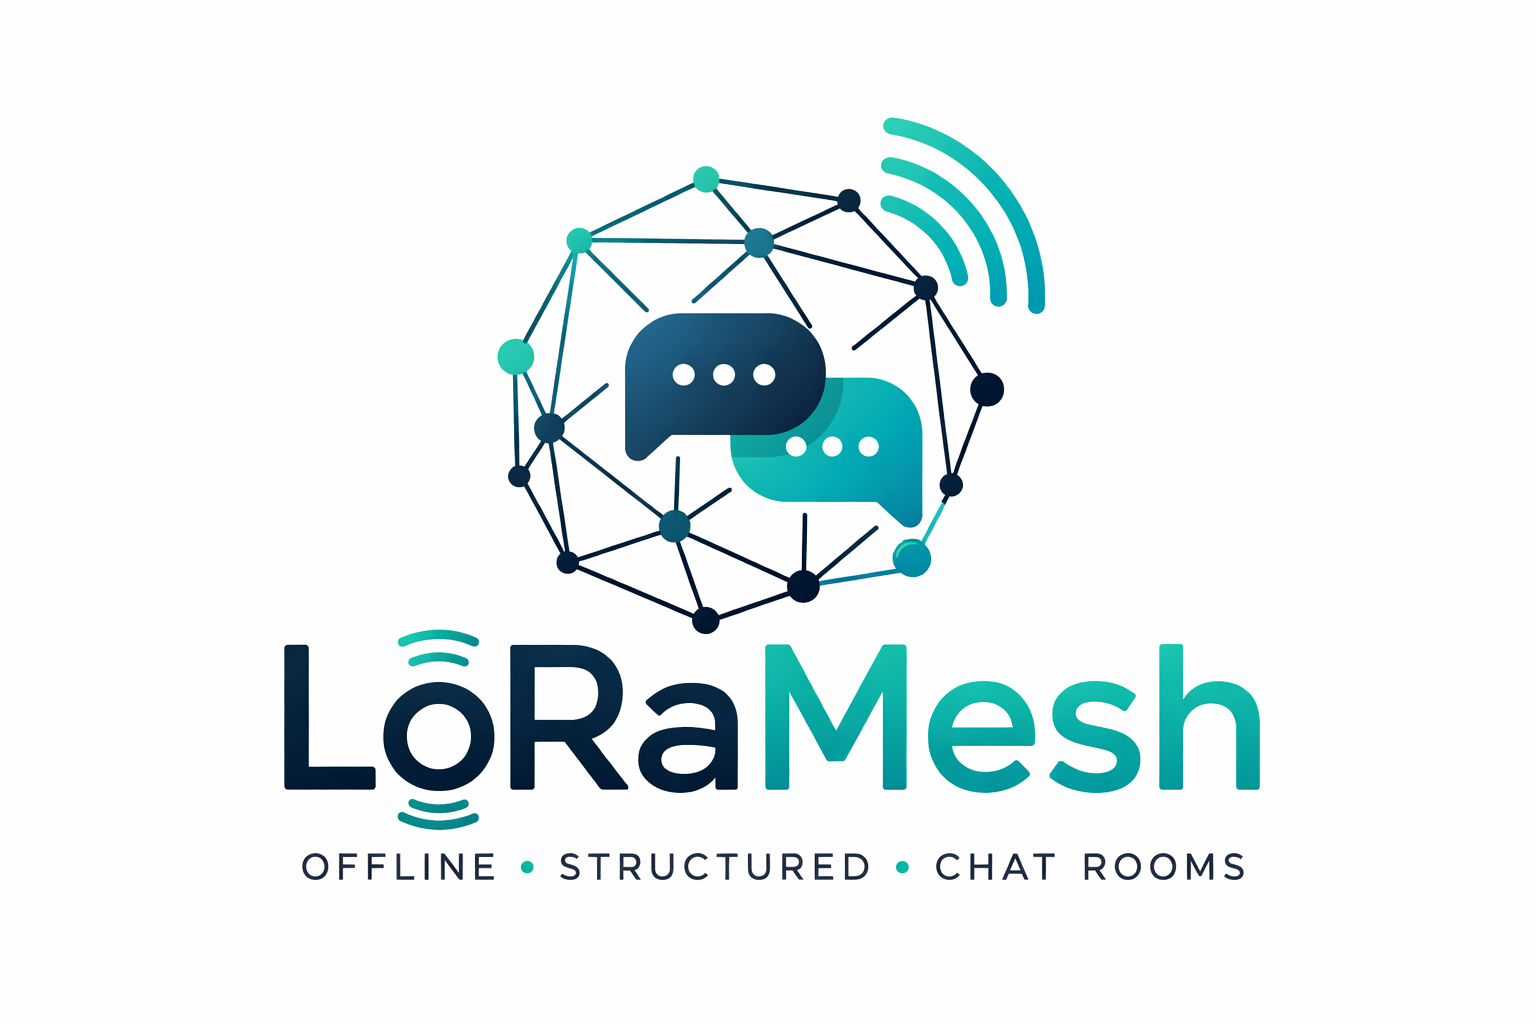 LoRaMesh
OFFLINE • STRUCTURED • CHAT ROOMS